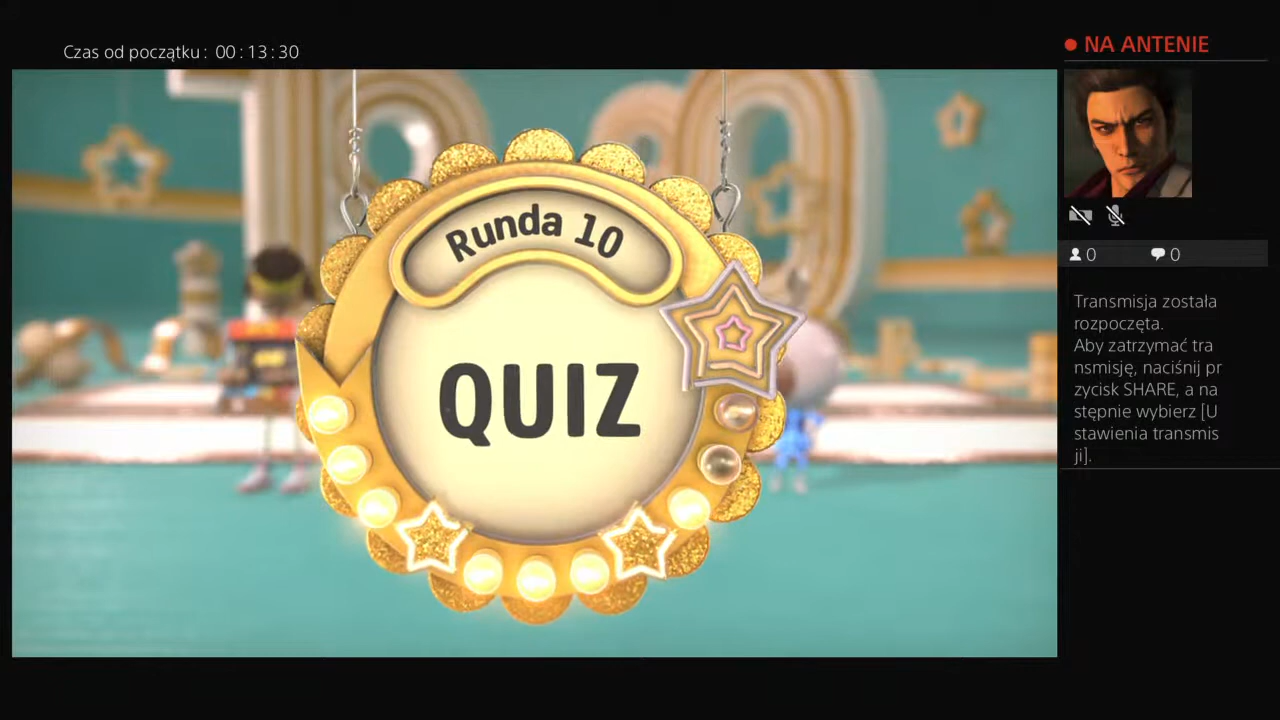 Czas od początku : 00 : 13 : 30
NA ANTENIE
Runda 10
QUIZ
0 0
Transmisja została
rozpoczęta.
Aby zatrzymać tra
nsmisję, naciśnij pr
zycisk SHARE, a na
stępnie wybierz [U
stawienia transmis
ji].